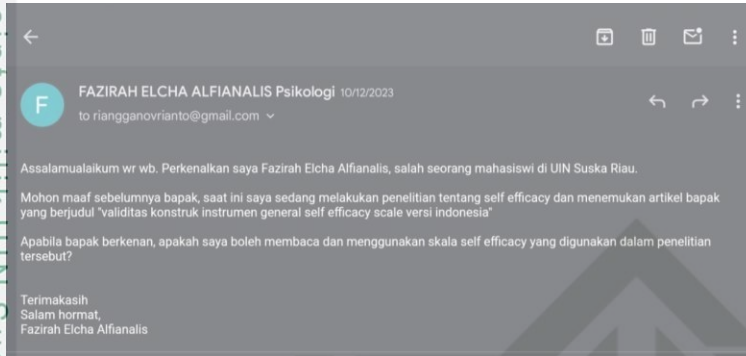 FAZIRAH ELCHA ALFIANALIS Psikologi 10/12/2023
F
to riangganovrianto@gmail.com
Assalamualaikum wr wb. Perkenalkan saya Fazirah Elcha Alfianalis, salah seorang mahasiswi di UIN Suska Riau.
Mohon maaf sebelumnya bapak, saat ini saya sedang melakukan penelitian tentang self efficacy dan menemukan artikel bapak
yang berjudul "validitas konstruk instrumen general self efficacy scale versi indonesia"
Apabila bapak berkenan, apakah saya boleh membaca dan menggunakan skala self efficacy yang digunakan dalam penelitian
tersebut?
Terimakasih
Salam hormat,
Fazirah Elcha Alfianalis